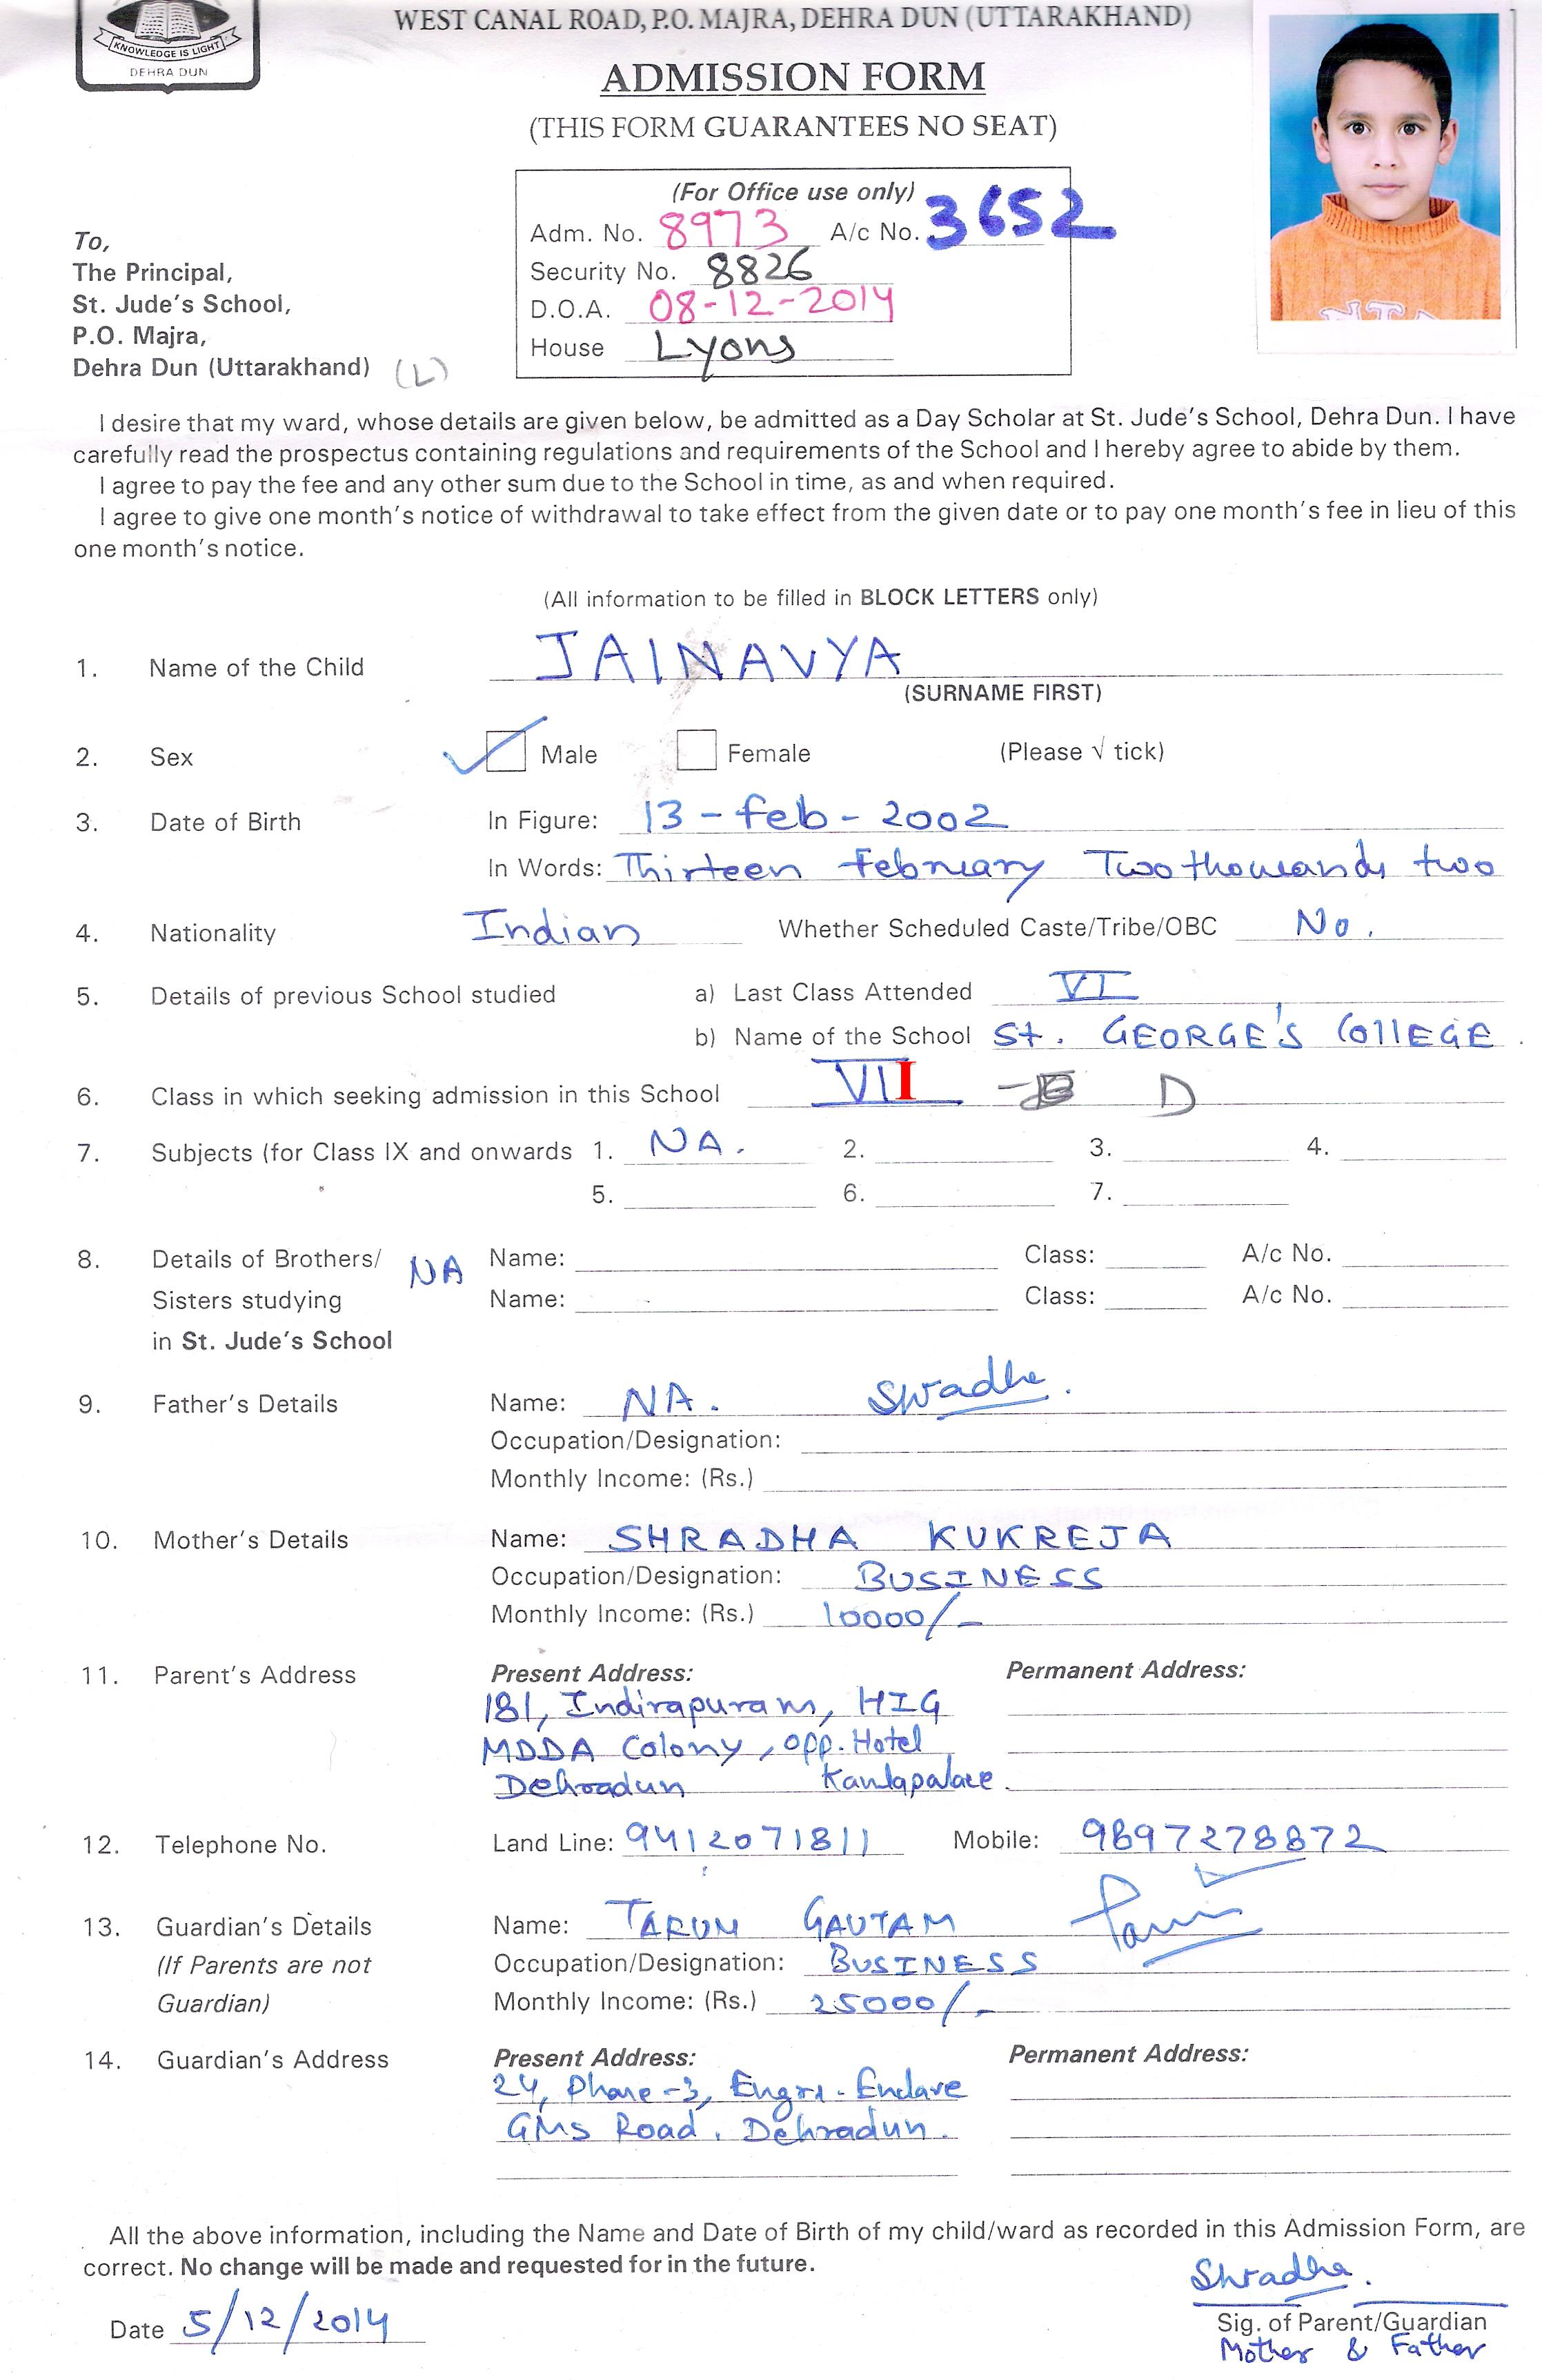 KNOWLEDGE IS LIGHT
DEHRA DUN
WEST CANAL ROAD, P.O. MAJRA, DEHRA DUN (UTTARAKHAND)
ADMISSION FORM
(THIS FORM GUARANTEES NO SEAT)
(For Office use only)
Adm. No. 8973 A/c No. 3652
Security No. 8826
D.O.A. 08-12-2014
House Lyons
To,
The Principal,
St. Jude's School,
P.O. Majra,
Dehra Dun (Uttarakhand) (L)
I desire that my ward, whose details are given below, be admitted as a Day Scholar at St. Jude's School, Dehra Dun. I have
carefully read the prospectus containing regulations and requirements of the School and I hereby agree to abide by them.
I agree to pay the fee and any other sum due to the School in time, as and when required.
I agree to give one month's notice of withdrawal to take effect from the given date or to pay one month's fee in lieu of this
one month's notice.
(All information to be filled in BLOCK LETTERS only)
1. Name of the Child JAINAVYA
(SURNAME FIRST)
2. Sex ✓ Male Female (Please √ tick)
3. Date of Birth In Figure: 13 - feb - 2002
In Words: Thirteen February Two thousands two
4. Nationality Indian Whether Scheduled Caste/Tribe/OBC No.
5. Details of previous School studied a) Last Class Attended VI
b) Name of the School St. GEORGE'S COllEGE
6. Class in which seeking admission in this School VII D
7. Subjects (for Class IX and onwards 1. NA. 2. 3. 4.
5. 6. 7.
8. Details of Brothers/ NA Name: Class: A/c No.
Sisters studying Name: Class: A/c No.
in St. Jude's School
9. Father's Details Name: NA. Shradha.
Occupation/Designation:
Monthly Income: (Rs.)
10. Mother's Details Name: SHRADHA KUKREJA
Occupation/Designation: BUSINESS
Monthly Income: (Rs.) 10000/-
11. Parent's Address Present Address: Permanent Address:
181, Indirapuram, HIG
MDDA Colony, opp. Hotel
Dehradun
12. Telephone No. Land Line: 9412071811 Mobile: 9897278872
13. Guardian's Details Name: TARUN GAUTAM
(If Parents are not Occupation/Designation: BUSINESS
Guardian) Monthly Income: (Rs.) 25000/-
14. Guardian's Address Present Address: Permanent Address:
24, Phase-3, Engrs. Enclave
GMS Road, Dehradun.
All the above information, including the Name and Date of Birth of my child/ward as recorded in this Admission Form, are
correct. No change will be made and requested for in the future.
Shradha.
Date 5/12/2014 Sig. of Parent/Guardian
Mother & Father